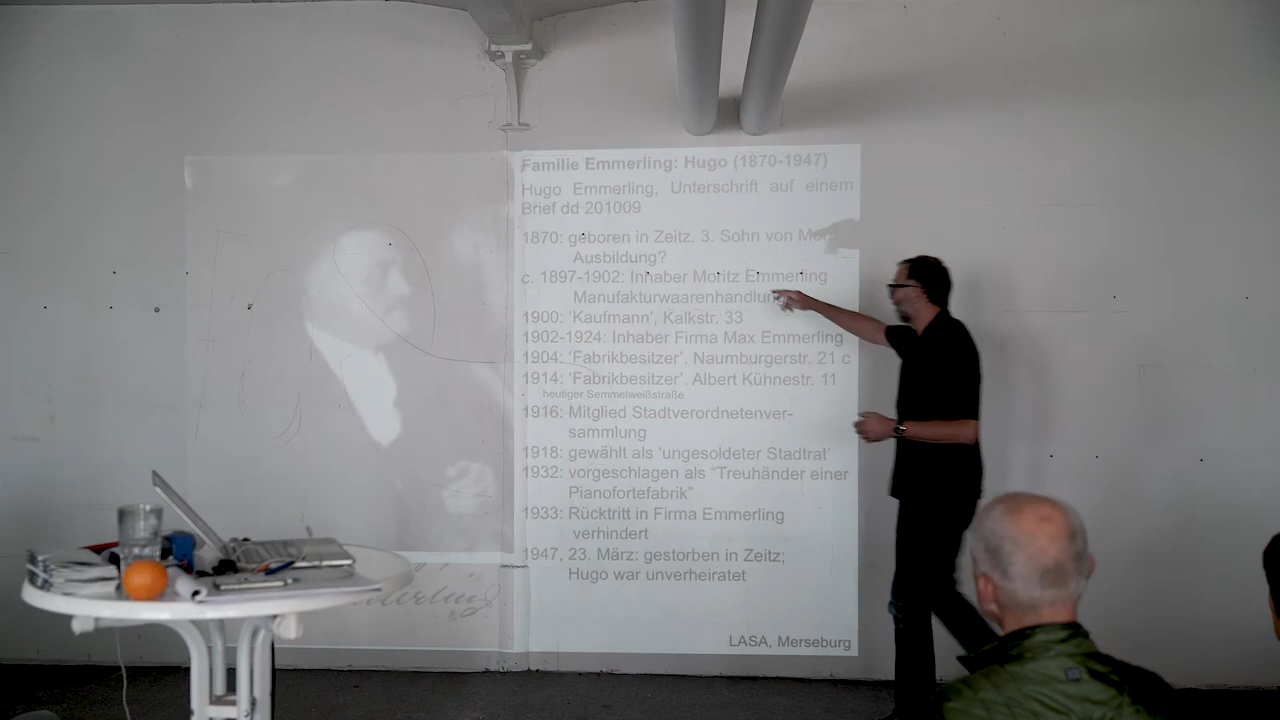 Familie Emmerling: Hugo (1870-1947)
Hugo Emmerling, Unterschrift auf einem
Brief dd 201009
1870: geboren in Zeitz, 3. Sohn von
Ausbildung?
c. 1897-1902: Inhaber Moritz Emmerling
Manufakturwaarenhandlun
1900: 'Kaufmann', Kalkstr. 33
1902-1924: Inhaber Firma Max Emmerling
1904: 'Fabrikbesitzer'. Naumburgerstr. 21 c
1914: 'Fabrikbesitzer'. Albert Kühnestr. 11
heutiger Semmelweißstraße
1916: Mitglied Stadtverordnetenver-
sammlung
1918: gewählt als 'ungesoldeter Stadtrat'
1932: vorgeschlagen als "Treuhänder einer
Pianofortefabrik"
1933: Rücktritt in Firma Emmerling
verhindert
1947, 23. März: gestorben in Zeitz;
Hugo war unverheiratet
LASA, Merseburg